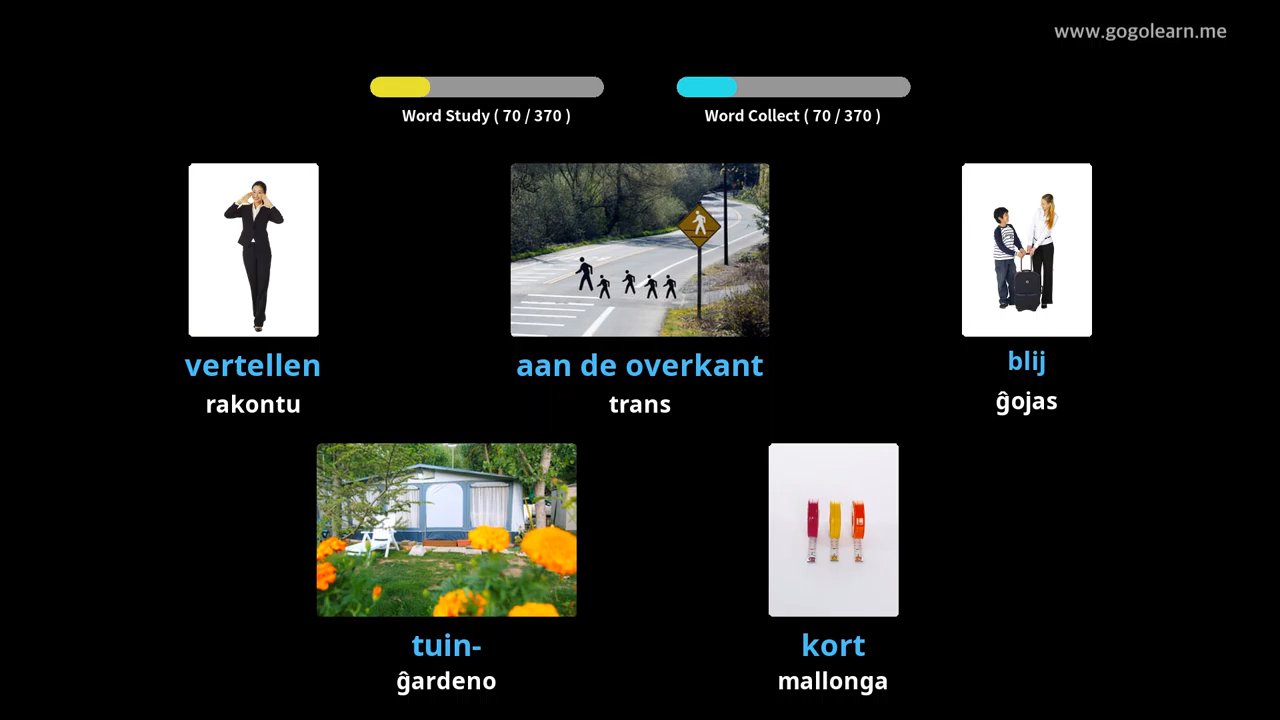 www.gogolearn.me
Word Study ( 70 / 370 )
Word Collect ( 70 / 370 )
vertellen
rakontu
aan de overkant
trans
blij
ĝojas
tuin-
ĝardeno
kort
mallonga